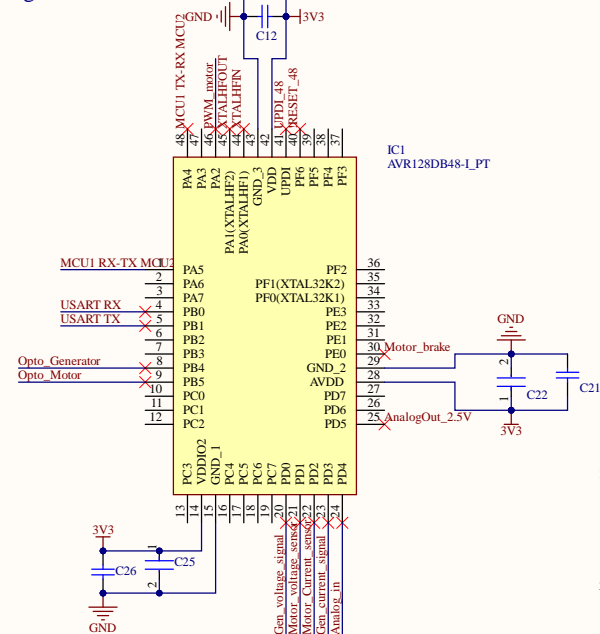 g
GND
3V3
C12
MCU1 TX-RX MCU2
PWM_motor
XTALHFOUT
XTALHFIN
UPDI_48
RESET_48
48 47 46 45 44 43 42 41 40 39 38 37
IC1
AVR128DB48-I_PT
PA4 PA3 PA2 PA1(XTALHF2) PA0(XTALHF1) GND_3 VDD UPDI PF6 PF5 PF4 PF3
MCU1 RX-TX MCU2 1 PA5
2 PA6
3 PA7
USART RX 4 PB0
USART TX 5 PB1
6 PB2
7 PB3
Opto_Generator 8 PB4
Opto_Motor 9 PB5
10 PC0
11 PC1
12 PC2
PF2 36
PF1(XTAL32K2) 35
PF0(XTAL32K1) 34
PE3 33
PE2 32
PE1 31
PE0 30 Motor_brake
GND_2 29
AVDD 28
PD7 27
PD6 26
PD5 25 AnalogOut_2.5V
GND
2
1
C22
C21
3V3
PC3 VDDIO2 GND_1 PC4 PC5 PC6 PC7 PD0 PD1 PD2 PD3 PD4
13 14 15 16 17 18 19 20 21 22 23 24
3V3
1
2
C26
C25
GND
Gen_voltage_signal
Motor_voltage_sensor
Motor_Current_sensor
Gen_current_signal
Analog_in